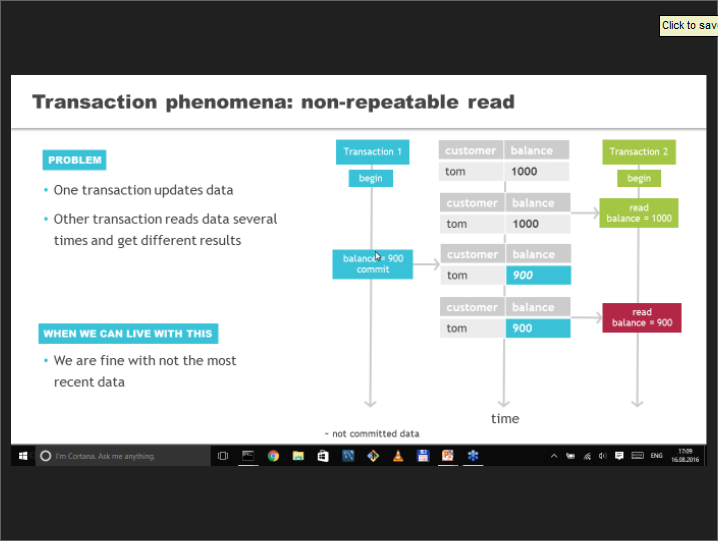 Click to sav
Transaction phenomena: non-repeatable read
PROBLEM
• One transaction updates data
• Other transaction reads data several
times and get different results
WHEN WE CAN LIVE WITH THIS
• We are fine with not the most
recent data
Transaction 1
begin
balance = 900
commit
customer balance
tom 1000
customer balance
tom 1000
customer balance
tom 900
customer balance
tom 900
time
Transaction 2
begin
read
balance = 1000
read
balance = 900
~ not committed data
I'm Cortana. Ask me anything.
ENG
17:09
16.08.2016